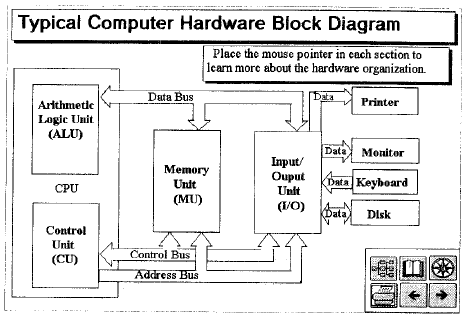 Typical Computer Hardware Block Diagram
Place the mouse pointer in each section to
learn more about the hardware organization.
Arithmetic
Logic Unit
(ALU)
CPU
Control
Unit
(CU)
Data Bus
Memory
Unit
(MU)
Input/
Ouput
Unit
(I/O)
Control Bus
Address Bus
Data
Printer
Data
Monitor
Data
Keyboard
Data
Disk